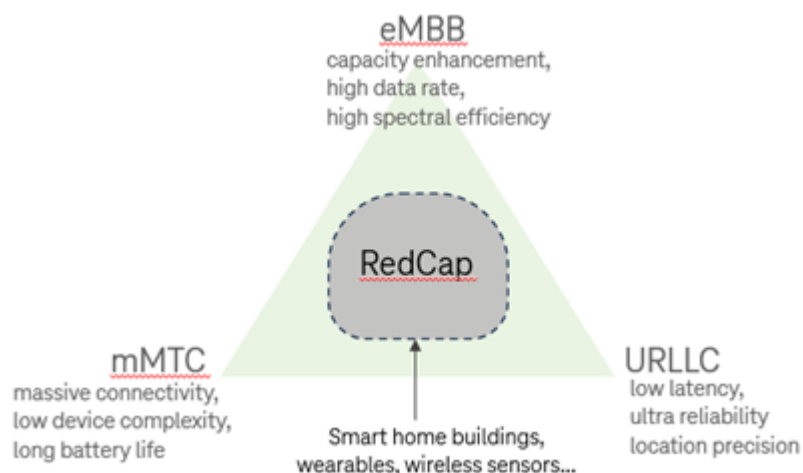 eMBB
capacity enhancement,
high data rate,
high spectral efficiency
RedCap
mMTC
massive connectivity,
low device complexity,
long battery life
URLLC
low latency,
ultra reliability
location precision
Smart home buildings,
wearables, wireless sensors...